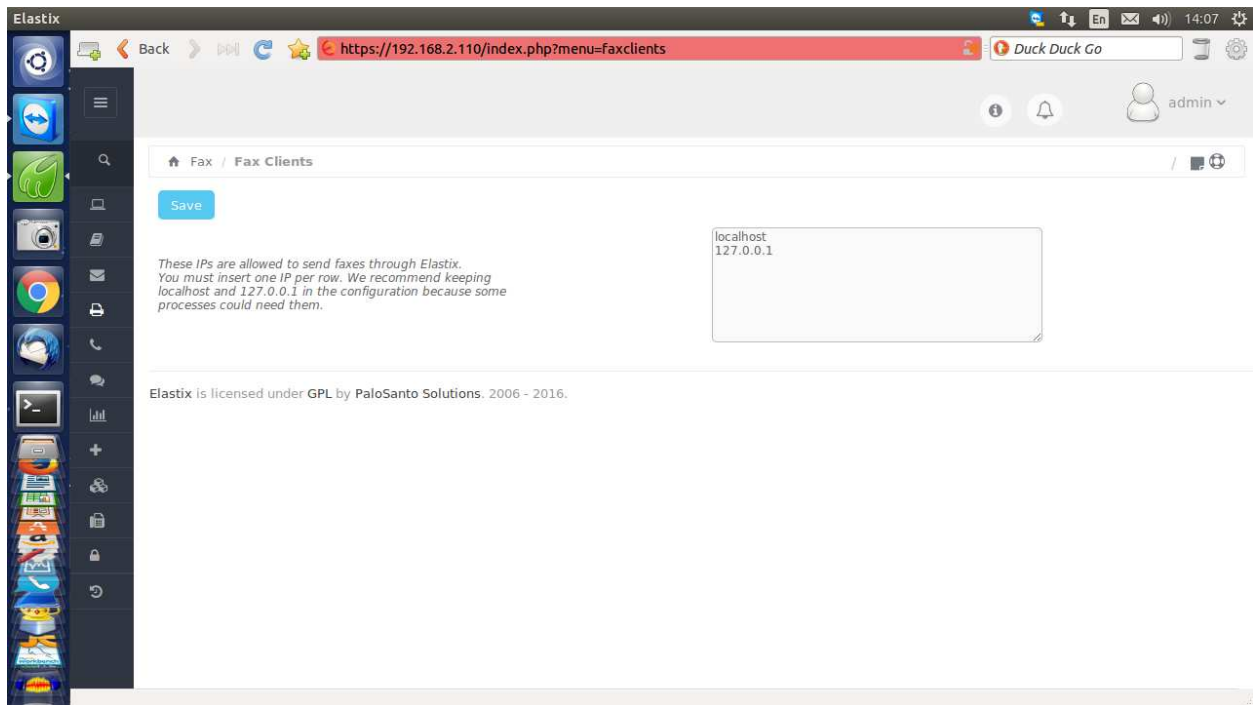 Elastix
En
14:07
Back
https://192.168.2.110/index.php?menu=faxclients
Duck Duck Go
admin
Fax / Fax Clients
/
Save
localhost
127.0.0.1
These IPs are allowed to send faxes through Elastix.
You must insert one IP per row. We recommend keeping
localhost and 127.0.0.1 in the configuration because some
processes could need them.
Elastix is licensed under GPL by PaloSanto Solutions. 2006 - 2016.